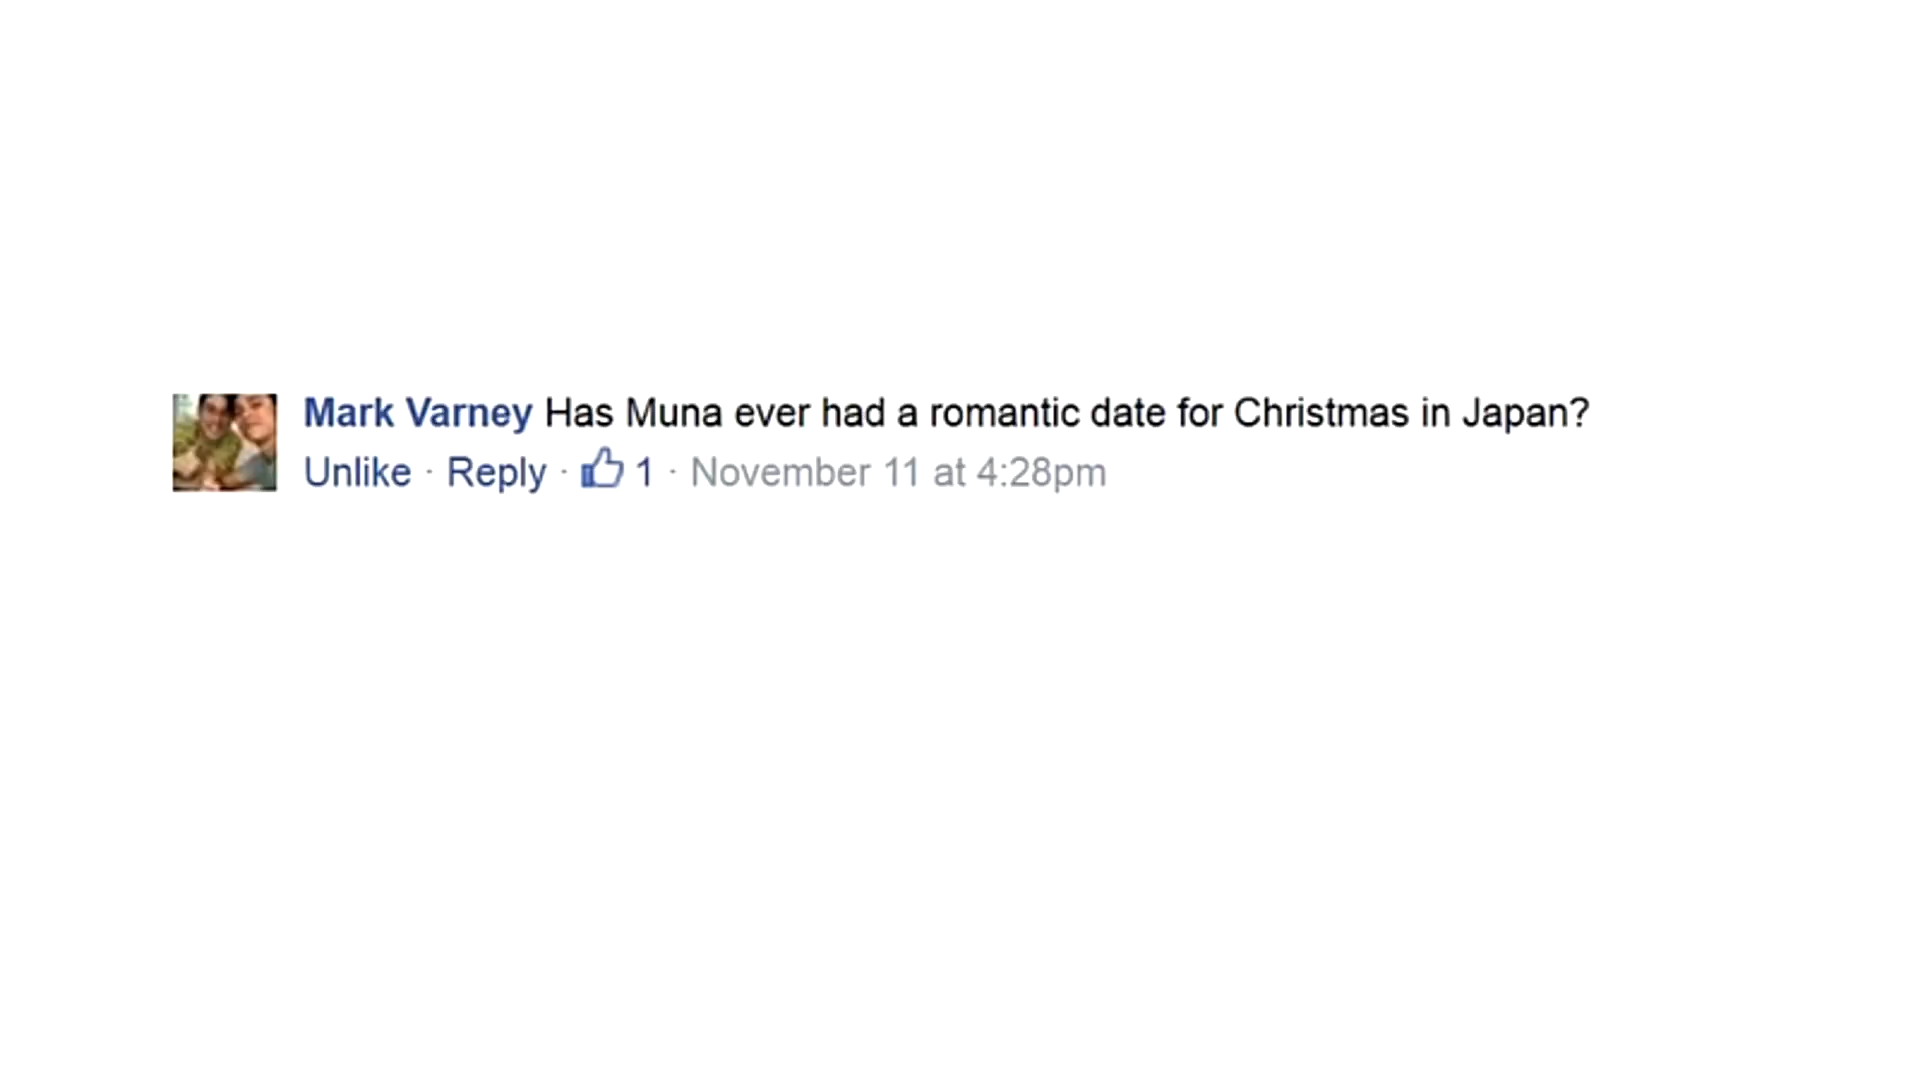 Mark Varney Has Muna ever had a romantic date for Christmas in Japan?
Unlike · Reply · 1 · November 11 at 4:28pm